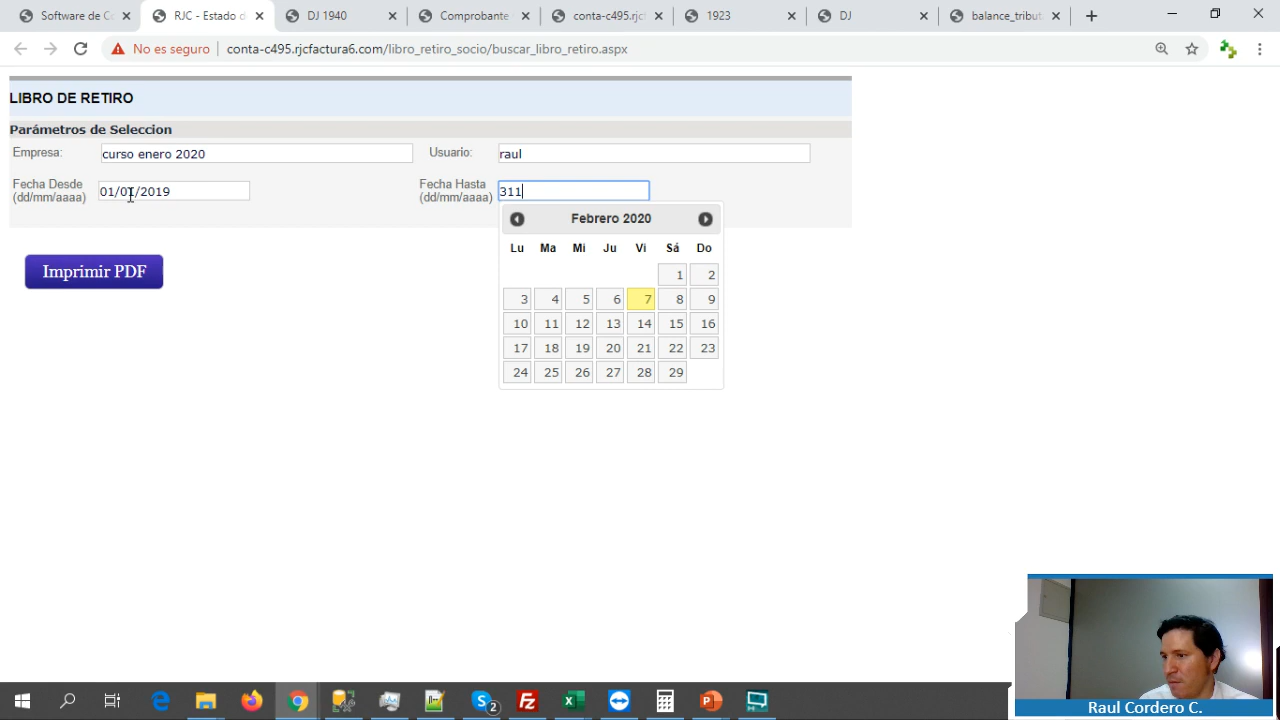 Software de Co
RJC - Estado d
DJ 1940
Comprobante
conta-c495.rjc
1923
DJ
balance_tribut
No es seguro
conta-c495.rjcfactura6.com/libro_retiro_socio/buscar_libro_retiro.aspx
LIBRO DE RETIRO
Parámetros de Seleccion
Empresa: curso enero 2020 Usuario: raul
Fecha Desde (dd/mm/aaaa) 01/01/2019
Fecha Hasta (dd/mm/aaaa) 311
Febrero 2020
Lu Ma Mi Ju Vi Sá Do
1 2
3 4 5 6 7 8 9
10 11 12 13 14 15 16
17 18 19 20 21 22 23
24 25 26 27 28 29
Imprimir PDF
2
Raul Cordero C.